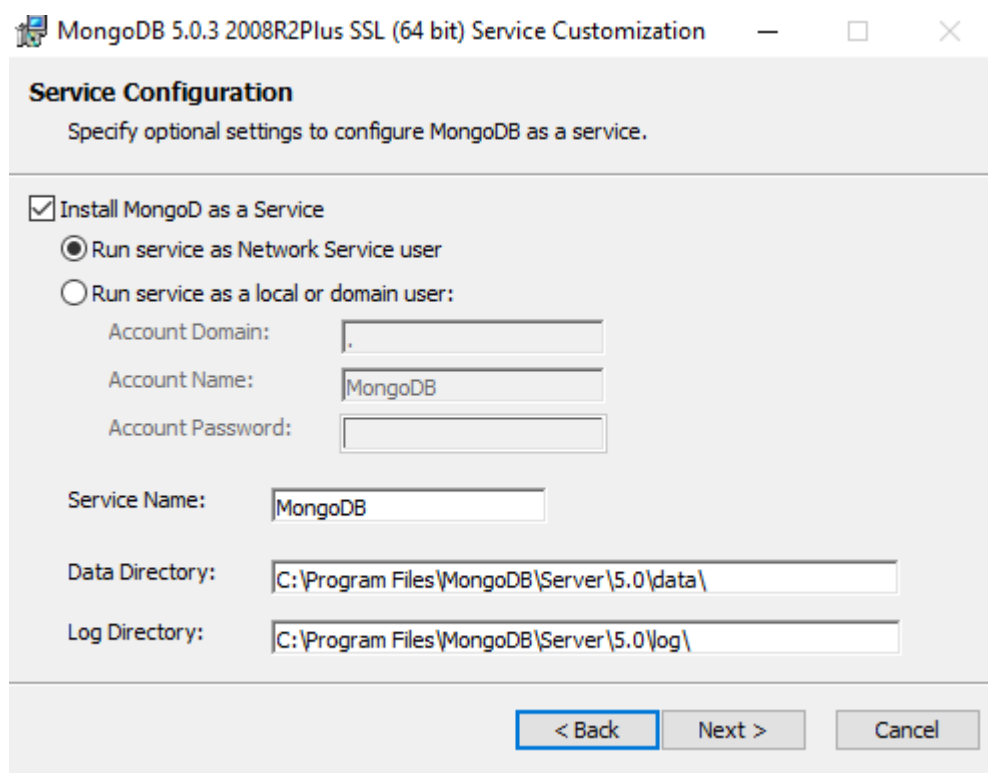 MongoDB 5.0.3 2008R2Plus SSL (64 bit) Service Customization
Service Configuration
Specify optional settings to configure MongoDB as a service.
Install MongoD as a Service
Run service as Network Service user
Run service as a local or domain user:
Account Domain: .
Account Name: MongoDB
Account Password:
Service Name: MongoDB
Data Directory: C:\Program Files\MongoDB\Server\5.0\data\
Log Directory: C:\Program Files\MongoDB\Server\5.0\log\
< Back Next > Cancel